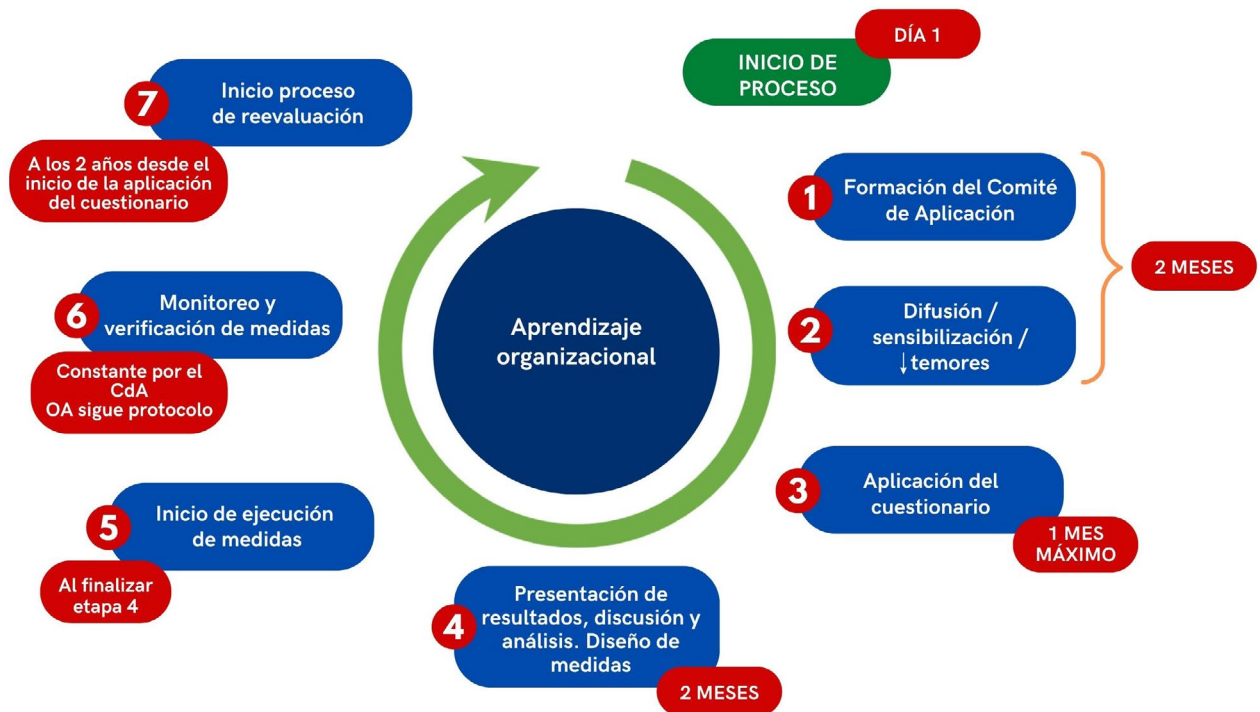 DÍA 1
INICIO DE
PROCESO
1
Formación del Comité
de Aplicación
2
Difusión /
sensibilización /
↓temores
2 MESES
3
Aplicación del
cuestionario
1 MES
MÁXIMO
4
Presentación de
resultados, discusión y
análisis. Diseño de
medidas
2 MESES
5
Inicio de ejecución
de medidas
Al finalizar
etapa 4
6
Monitoreo y
verificación de medidas
Constante por el
CdA
OA sigue protocolo
7
Inicio proceso
de reevaluación
A los 2 años desde el
inicio de la aplicación
del cuestionario
Aprendizaje
organizacional